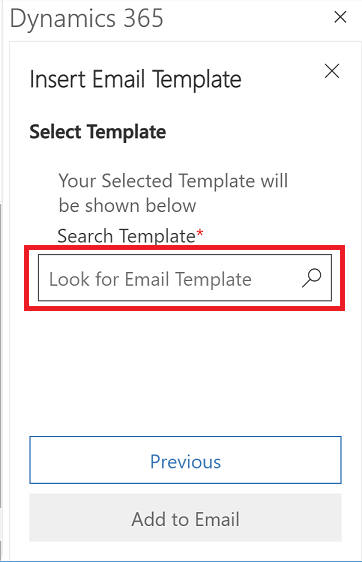 Dynamics 365
Insert Email Template
Select Template
Your Selected Template will
be shown below
Search Template*
Look for Email Template
Previous
Add to Email